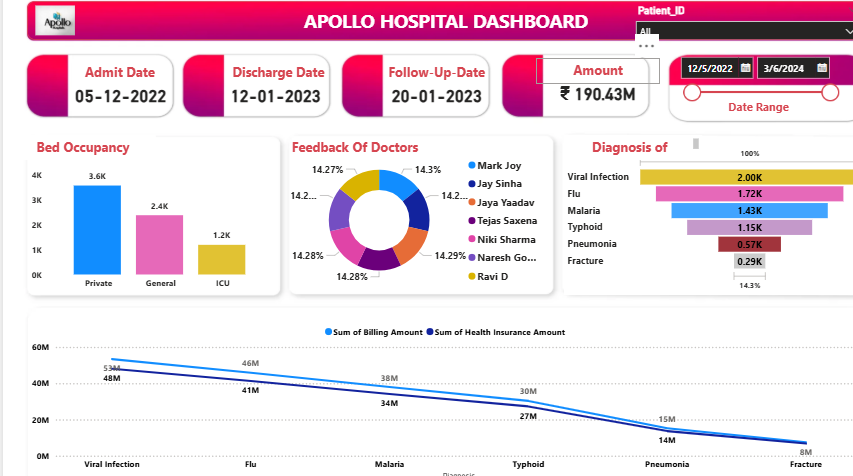 Apollo
APOLLO HOSPITAL DASHBOARD
Patient_ID
All
Admit Date
05-12-2022
Discharge Date
12-01-2023
Follow-Up-Date
20-01-2023
Amount
₹ 190.43M
12/5/2022
3/6/2024
Date Range
Bed Occupancy
4K
3K
2K
1K
0K
3.6K
2.4K
1.2K
Private
General
ICU
Feedback Of Doctors
14.27%
14.3%
14.2...
14.2...
14.28%
14.29%
14.28%
Mark Joy
Jay Sinha
Jaya Yaadav
Tejas Saxena
Niki Sharma
Naresh Go...
Ravi D
Diagnosis of
100%
Viral Infection 2.00K
Flu 1.72K
Malaria 1.43K
Typhoid 1.15K
Pneumonia 0.57K
Fracture 0.29K
14.3%
Sum of Billing Amount Sum of Health Insurance Amount
60M
40M
20M
0M
53M
48M
46M
41M
38M
34M
30M
27M
15M
14M
8M
Viral Infection
Flu
Malaria
Typhoid
Pneumonia
Fracture
Diagnosis